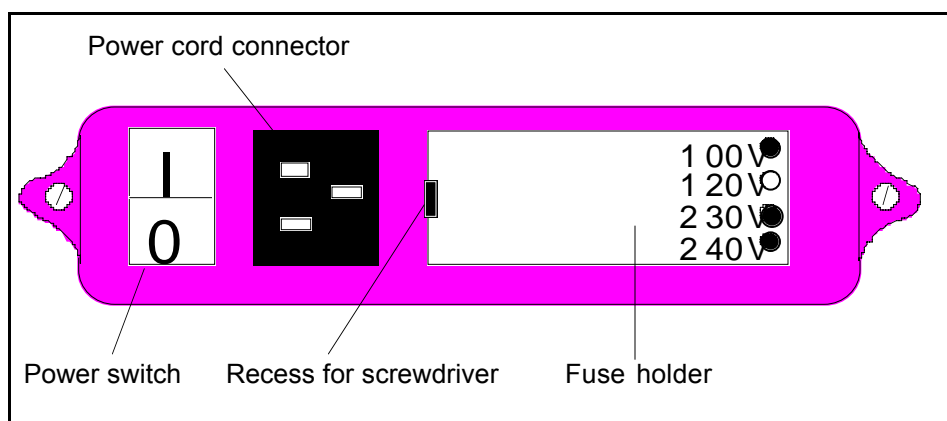 Power cord connector
I
0
100V
120V
230V
240V
Power switch
Recess for screwdriver
Fuse holder